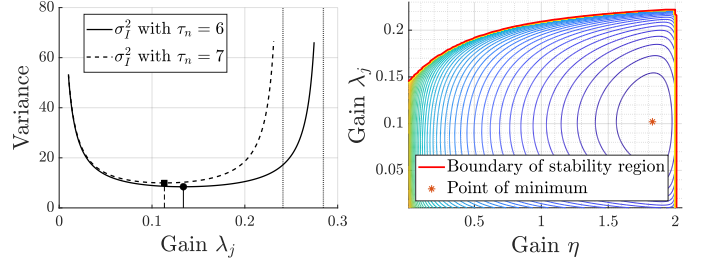 80
60
40
20
0
Variance
σ_I^2 with τ_n = 6
σ_I^2 with τ_n = 7
0
0.1
0.2
0.3
Gain λ_j
0.2
0.15
0.1
0.05
Gain λ_j
Boundary of stability region
Point of minimum
0.5
1
1.5
2
Gain η